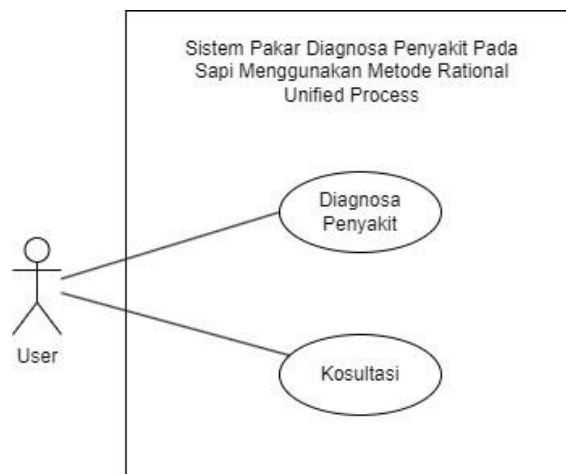 Sistem Pakar Diagnosa Penyakit Pada
Sapi Menggunakan Metode Rational
Unified Process
Diagnosa
Penyakit
User
Kosultasi